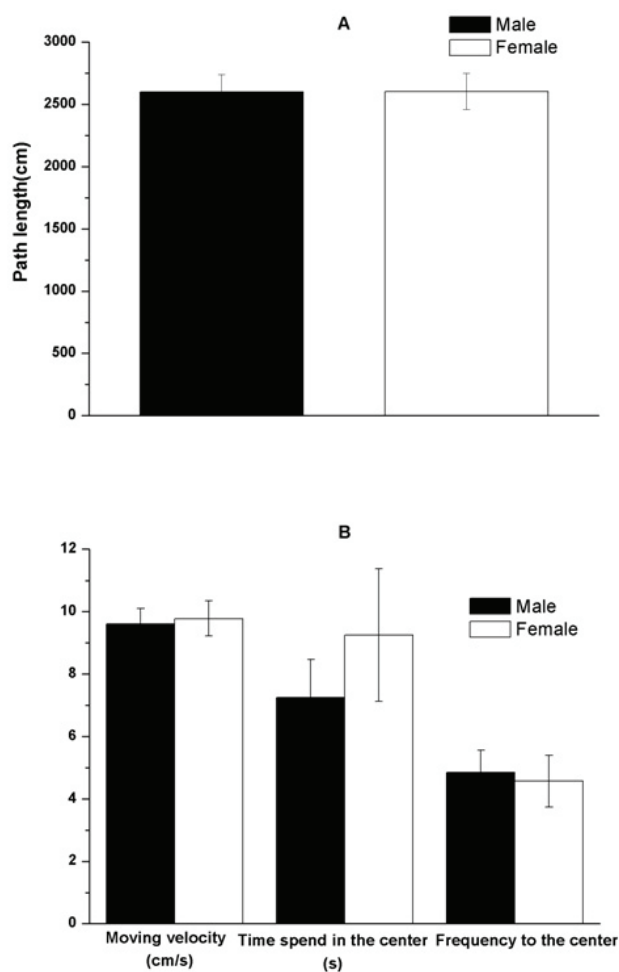 A
Male
Female
3000
2500
2000
1500
1000
500
0
Path length(cm)
B
12
10
8
6
4
2
0
Male
Female
Moving velocity Time spend in the center Frequency to the center
(cm/s) (s)